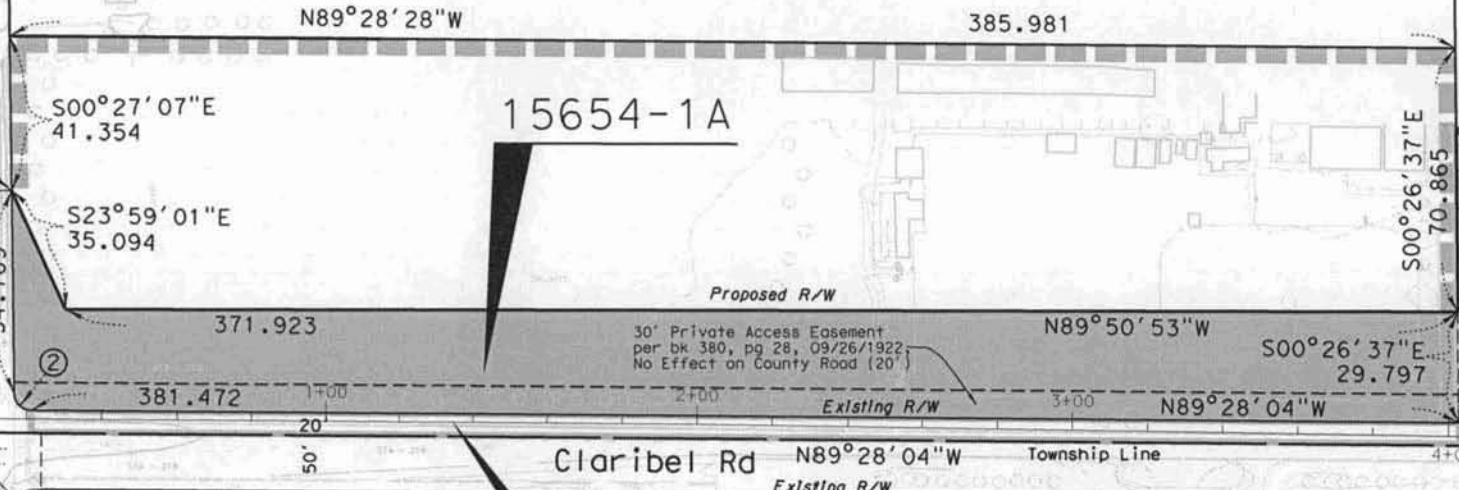 N89°28'28"W
385.981
S00°27'07"E
41.354
15654-1A
S23°59'01"E
35.094
S00°26'37"E
70.865
Proposed R/W
371.923
30' Private Access Easement
per bk 380, pg 28, 09/26/1922,
No Effect on County Road (20')
N89°50'53"W
S00°26'37"E
29.797
2
381.472
1+00
2+00
Existing R/W
3+00
N89°28'04"W
20'
50'
Claribel Rd
N89°28'04"W
Township Line
Existing R/W